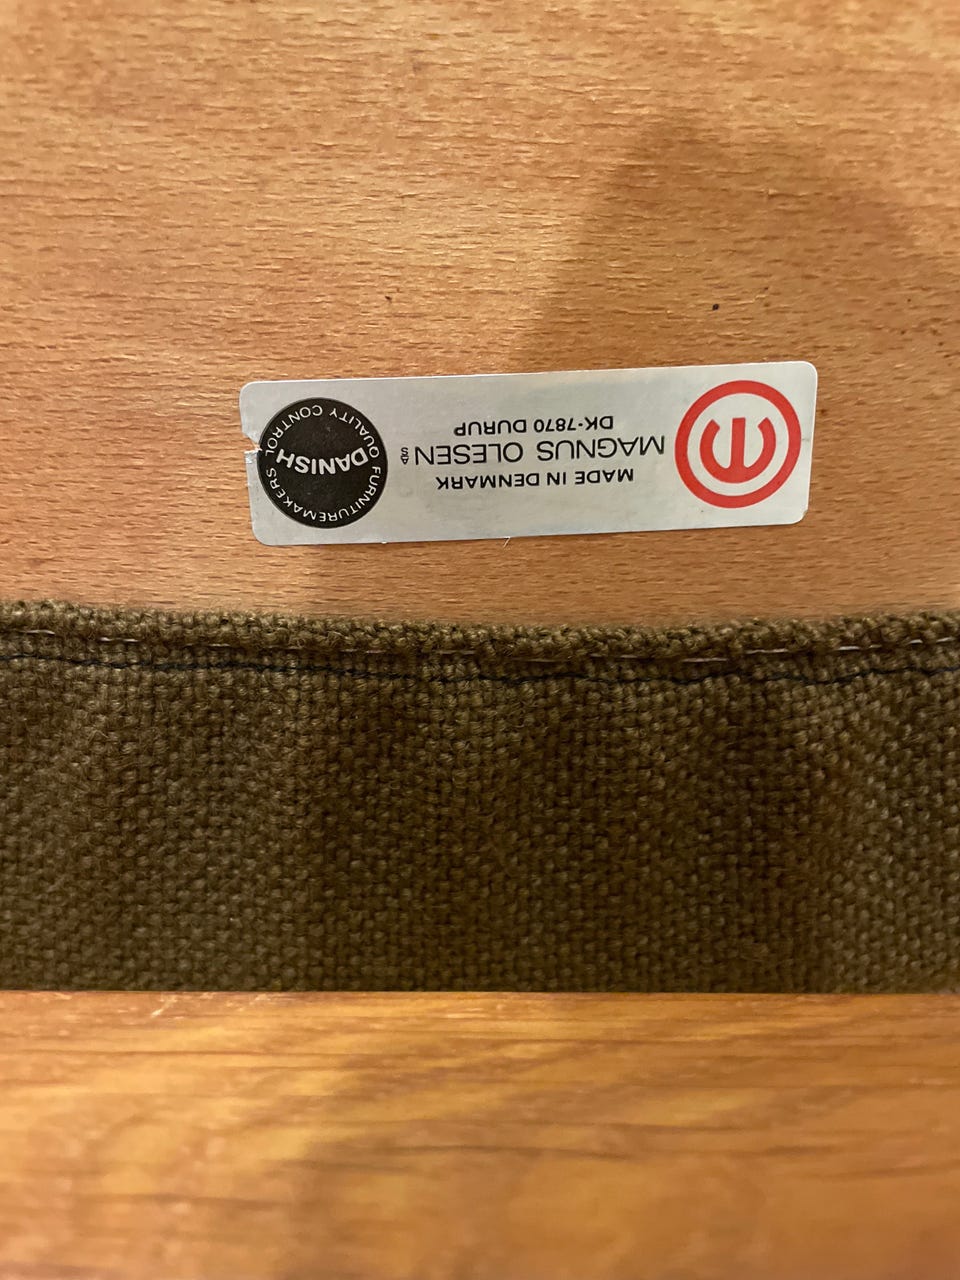 MADE IN DENMARK
MAGNUS OLESEN
DK-7870 DURUP
DANISH
FURNITUREMAKERS
QUALITY CONTROL